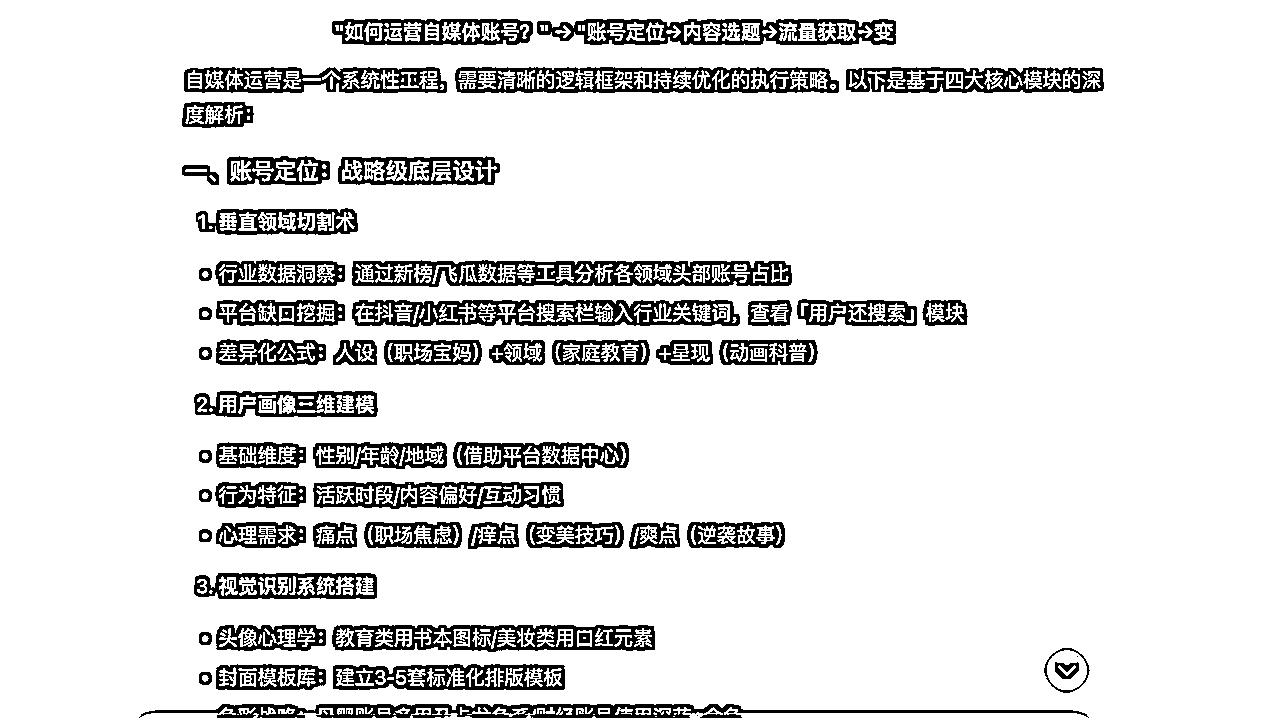 "如何运营自媒体账号？"→"账号定位→内容选题→流量获取→变
自媒体运营是一个系统性工程，需要清晰的逻辑框架和持续优化的执行策略。以下是基于四大核心模块的深
度解析：
一、账号定位：战略级底层设计
1. 垂直领域切割术
○ 行业数据洞察：通过新榜/飞瓜数据等工具分析各领域头部账号占比
○ 平台缺口挖掘：在抖音/小红书等平台搜索栏输入行业关键词，查看「用户还搜索」模块
○ 差异化公式：人设（职场宝妈）+领域（家庭教育）+呈现（动画科普）
2. 用户画像三维建模
○ 基础维度：性别/年龄/地域（借助平台数据中心）
○ 行为特征：活跃时段/内容偏好/互动习惯
○ 心理需求：痛点（职场焦虑）/痒点（变美技巧）/爽点（逆袭故事）
3. 视觉识别系统搭建
○ 头像心理学：教育类用书本图标/美妆类用口红元素
○ 封面模板库：建立3-5套标准化排版模板